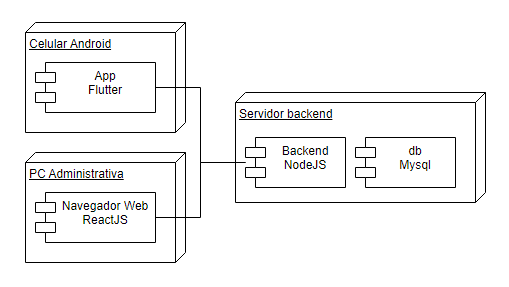 Celular Android
App
Flutter
PC Administrativa
Navegador Web
ReactJS
Servidor backend
Backend
NodeJS
db
Mysql